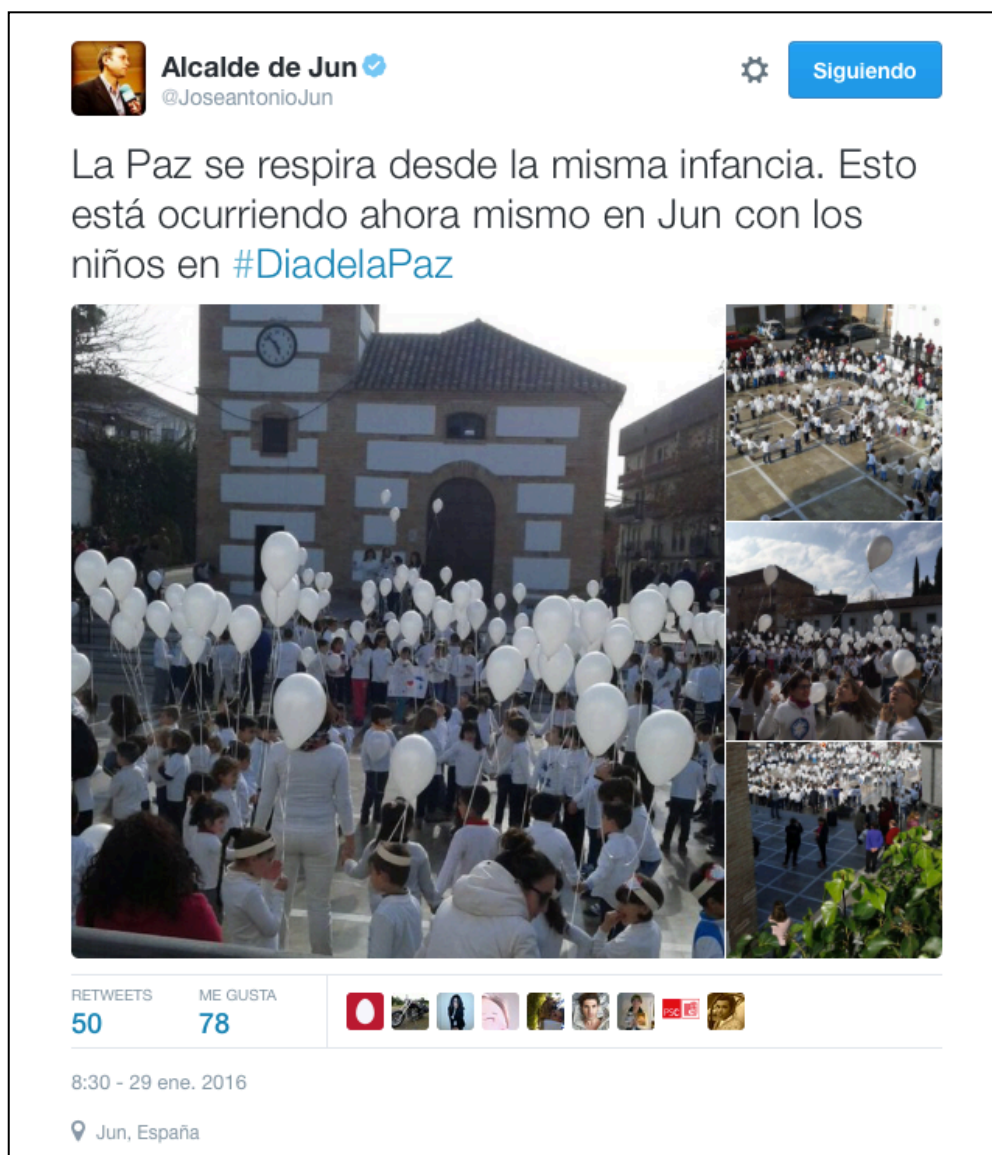 Alcalde de Jun
@JoseantonioJun
Siguiendo
La Paz se respira desde la misma infancia. Esto
está ocurriendo ahora mismo en Jun con los
niños en #DiadelaPaz
RETWEETS ME GUSTA
50 78
PSC
8:30 - 29 ene. 2016
Jun, España